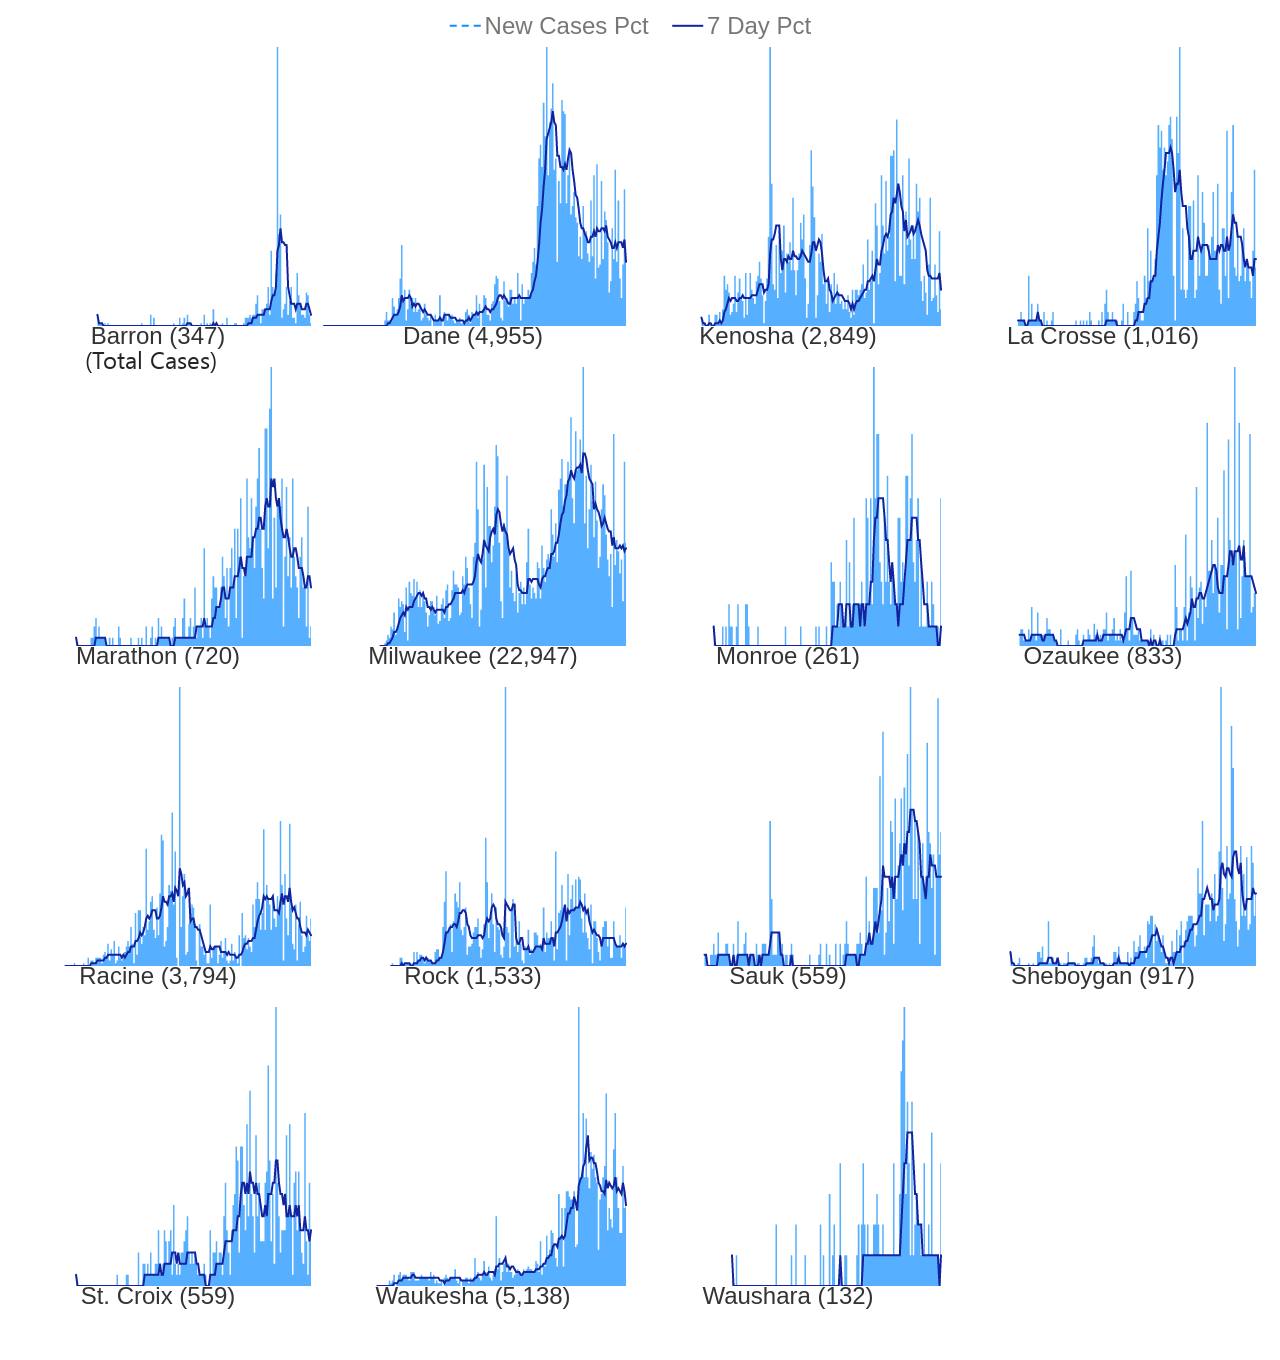 New Cases Pct 7 Day Pct
Barron (347) Dane (4,955) Kenosha (2,849) La Crosse (1,016)
(Total Cases)
Marathon (720) Milwaukee (22,947) Monroe (261) Ozaukee (833)
Racine (3,794) Rock (1,533) Sauk (559) Sheboygan (917)
St. Croix (559) Waukesha (5,138) Waushara (132)